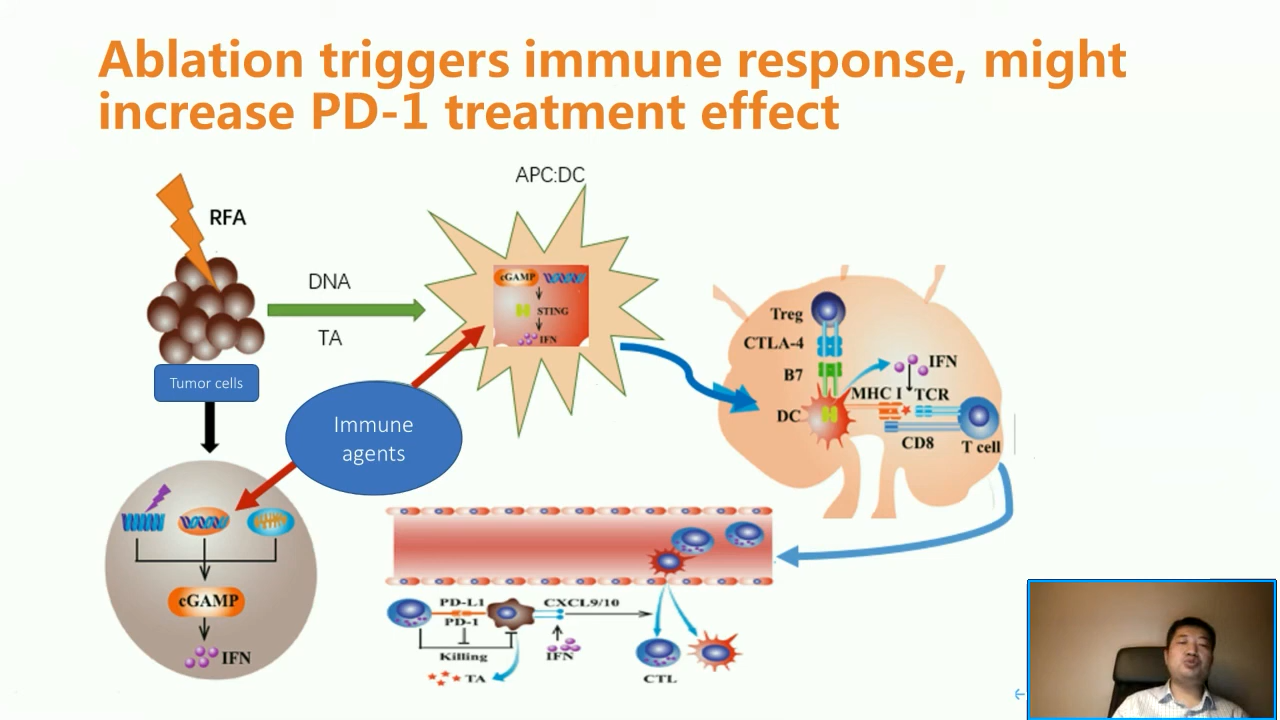 Ablation triggers immune response, might
increase PD-1 treatment effect
APC:DC
RFA
DNA
TA
Tumor cells
Immune
agents
cGAMP
STING
IFN
Treg
CTLA-4
B7
DC
IFN
MHC I
TCR
CD8
T cell
cGAMP
IFN
PD-L1
PD-1
CXCL9/10
Killing
IFN
TA
CTL